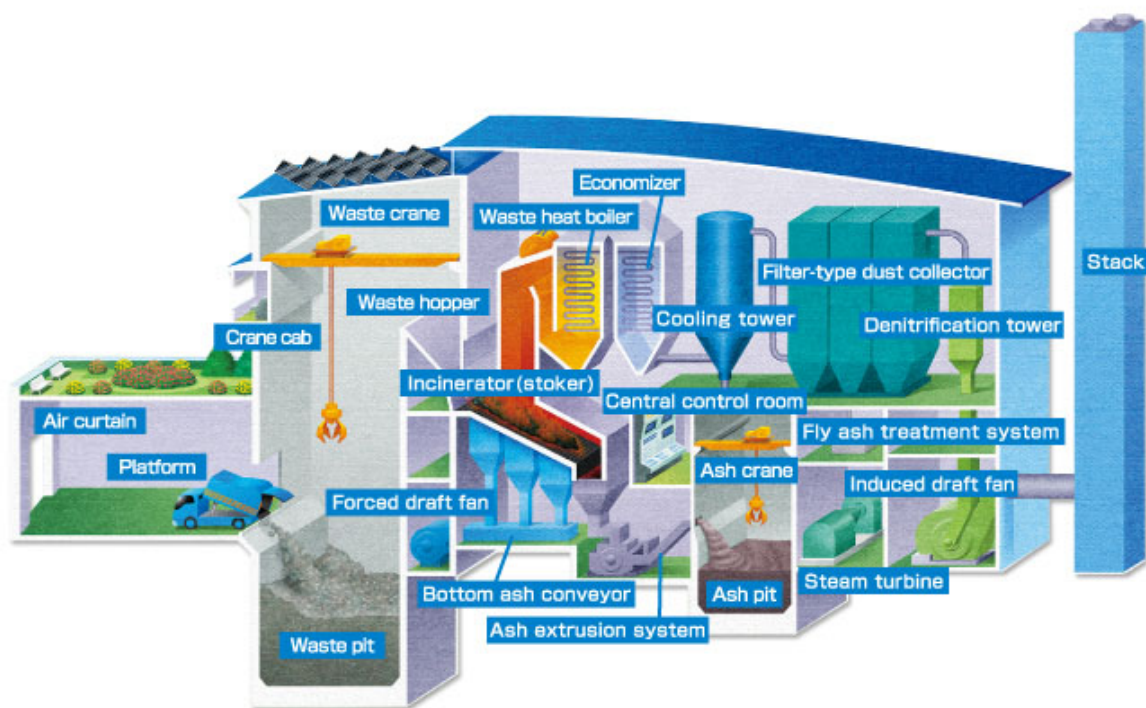 Economizer
Waste crane
Waste heat boiler
Stack
Filter-type dust collector
Waste hopper
Cooling tower
Denitrification tower
Crane cab
Incinerator(stoker)
Central control room
Air curtain
Fly ash treatment system
Platform
Ash crane
Induced draft fan
Forced draft fan
Steam turbine
Bottom ash conveyor
Ash pit
Ash extrusion system
Waste pit